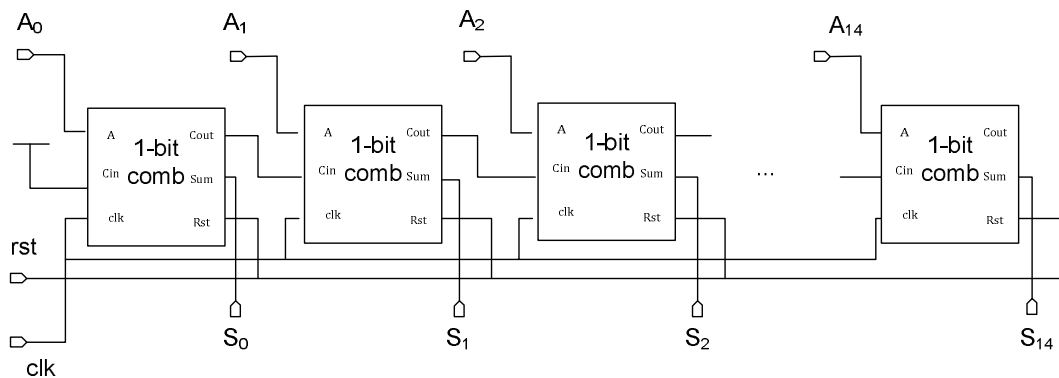 A0 A1 A2 A14
A Cout 1-bit comb Cin Sum clk Rst
A Cout 1-bit comb Cin Sum clk Rst
A Cout 1-bit comb Cin Sum clk Rst
...
A Cout 1-bit comb Cin Sum clk Rst
rst
S0 S1 S2 S14
clk